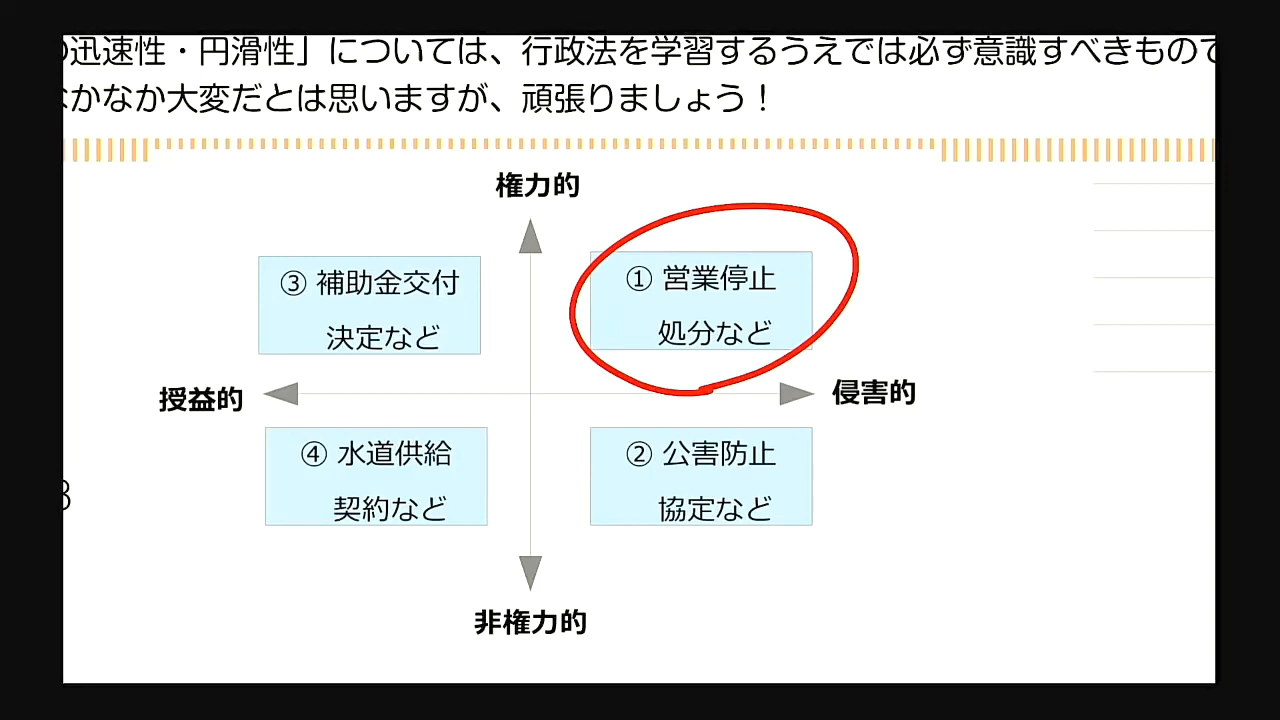 迅速性・円滑性」については、行政法を学習するうえでは必ず意識すべきもので
かなか大変だとは思いますが、頑張りましょう！
権力的
③ 補助金交付
決定など
① 営業停止
処分など
授益的
侵害的
④ 水道供給
契約など
② 公害防止
協定など
非権力的